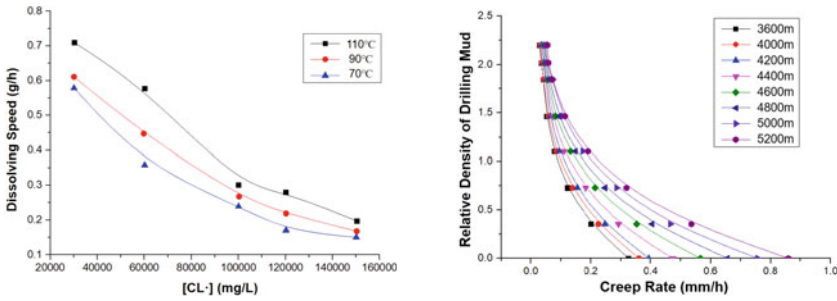 0.8
0.7
0.6
0.5
0.4
0.3
0.2
0.1
Dissolving Speed (g/h)
110℃
90℃
70℃
20000 40000 60000 80000 100000 120000 140000 160000
[CL·] (mg/L)
2.5
2.0
1.5
1.0
0.5
0.0
Relative Density of Drilling Mud
3600m
4000m
4200m
4400m
4600m
4800m
5000m
5200m
0.0 0.2 0.4 0.6 0.8 1.0
Creep Rate (mm/h)